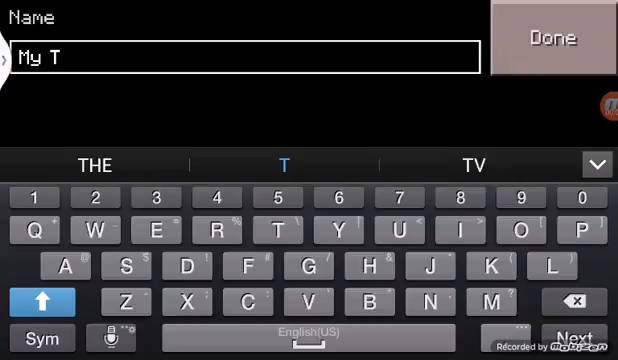 Name
Done
My T
THE T TV
1 2 3 4 5 6 7 8 9 0
Q + W _ E = R % T \ Y | U < I > O [ P ]
A @ S $ D ! F # G / H & J - K ( L )
Z X C V B N M ?
Sym English(US) Next
Recorded by Mobizen